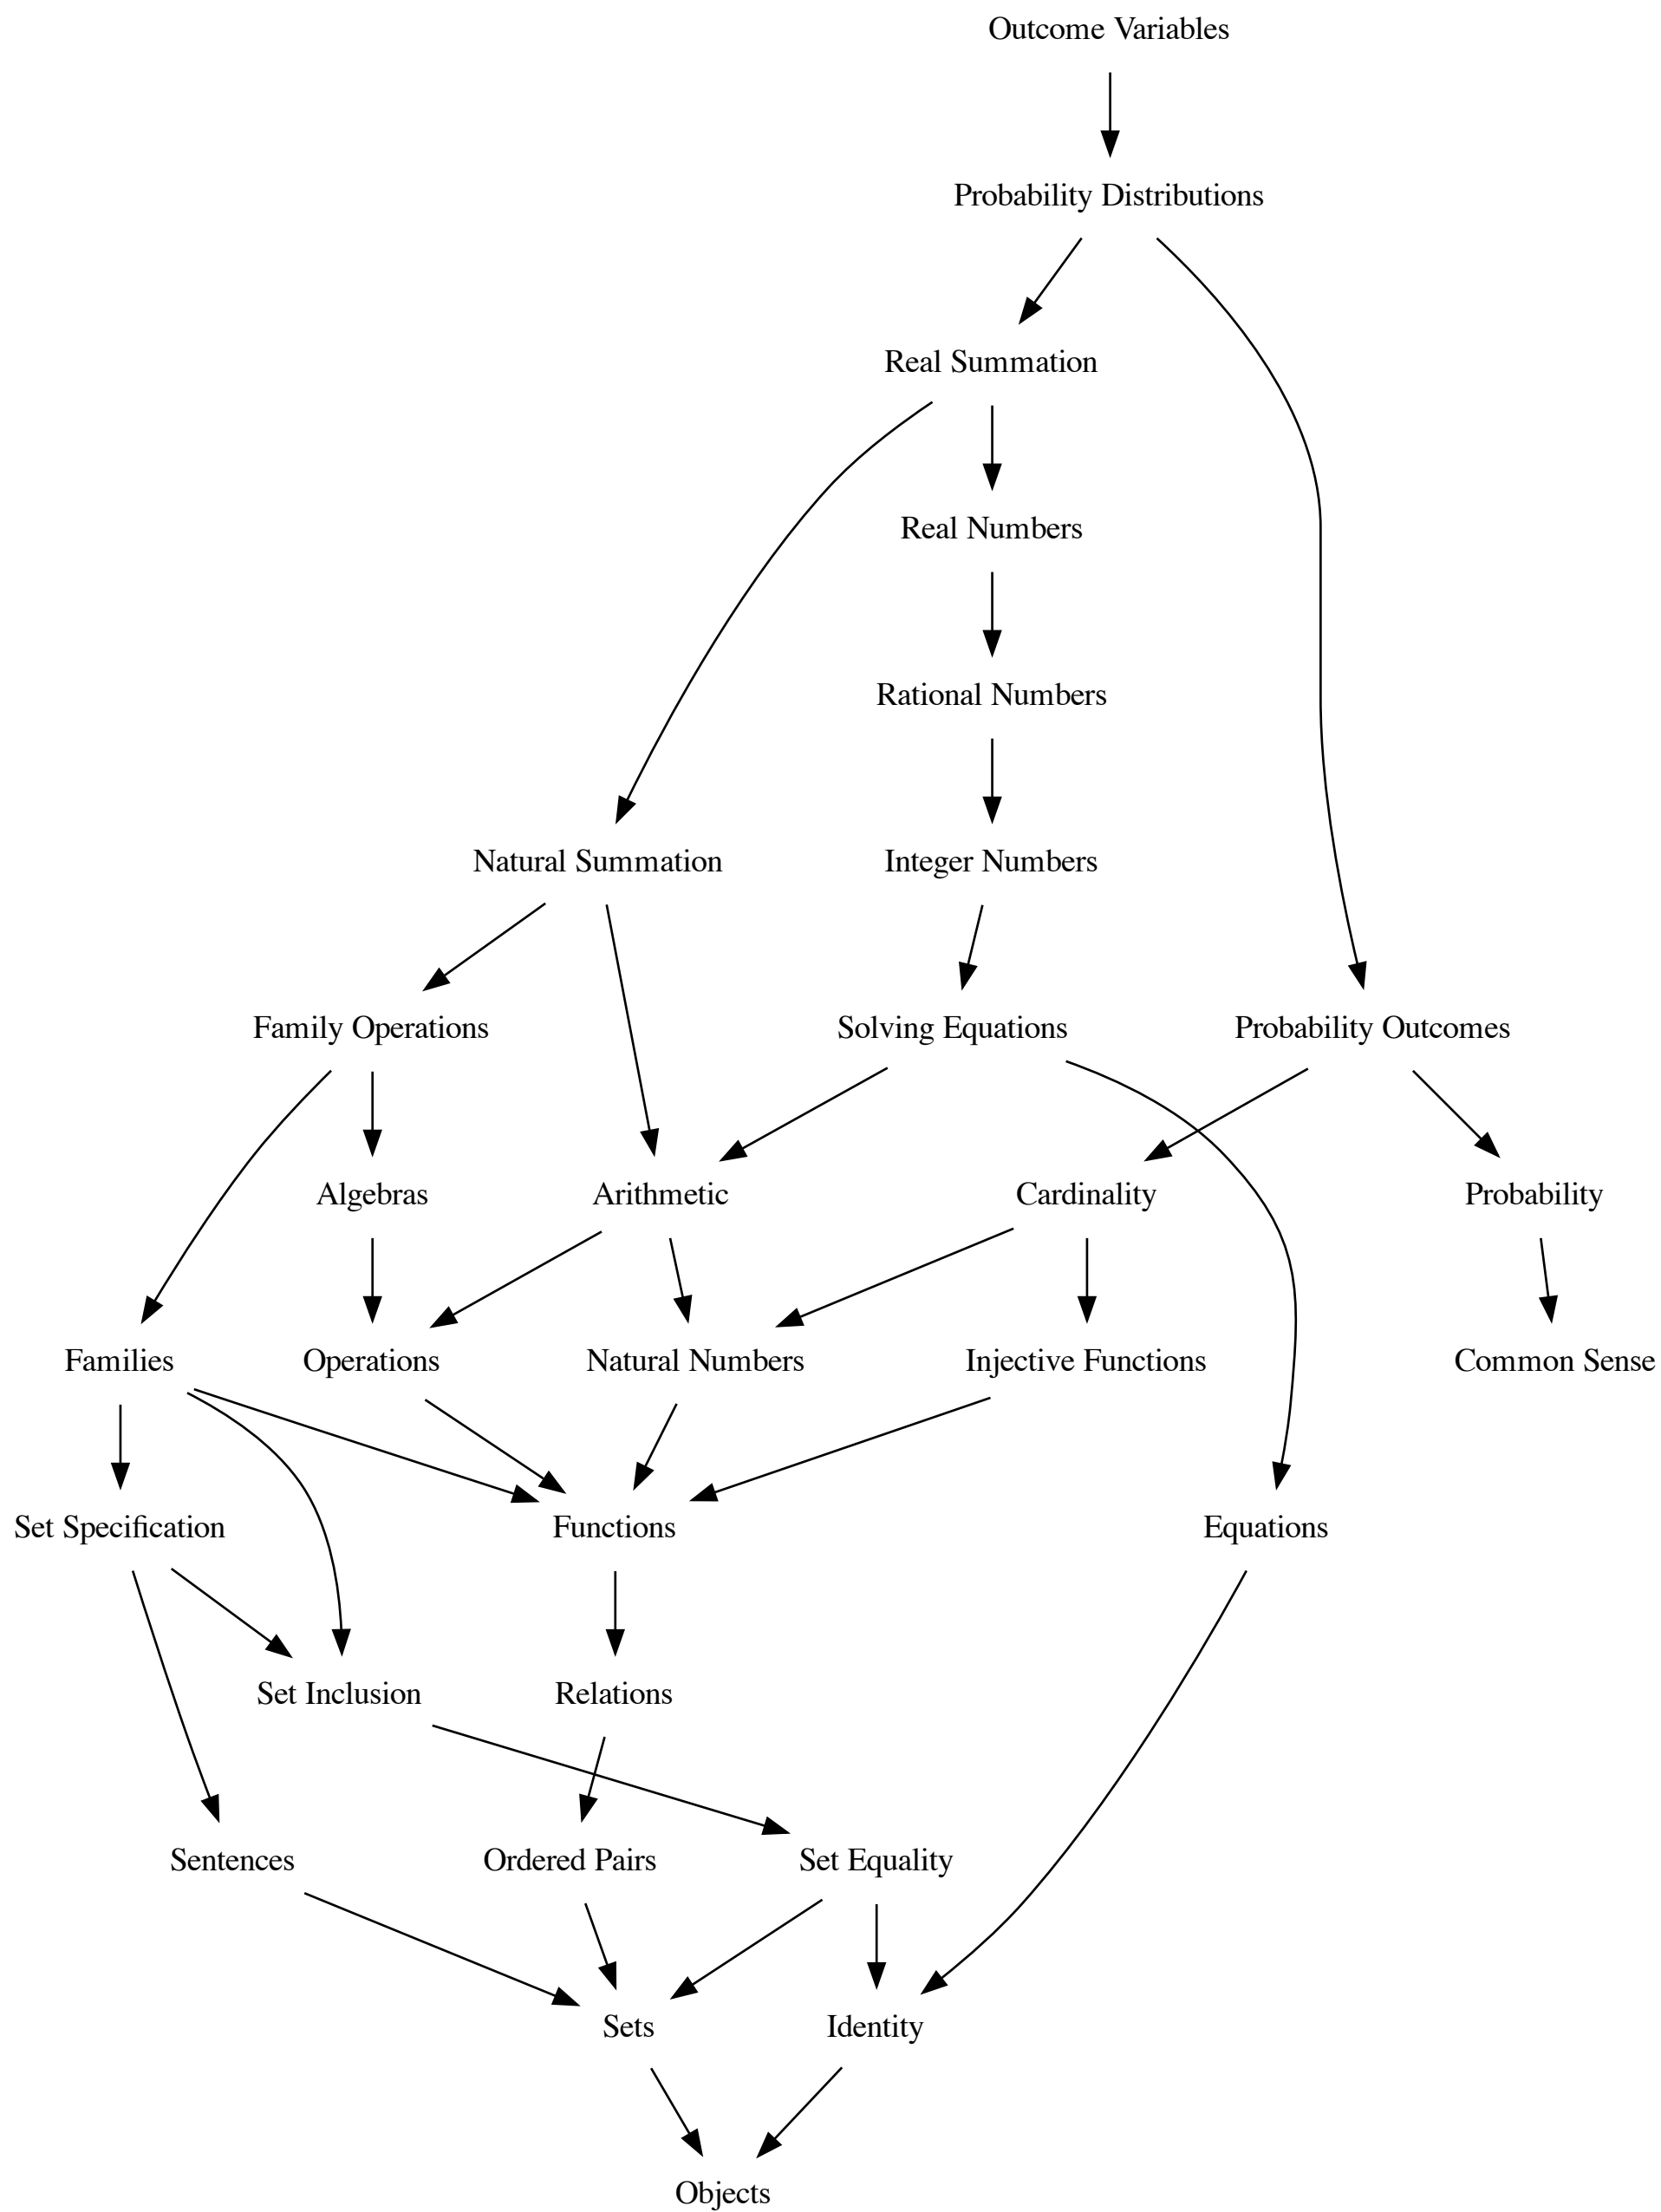 Outcome Variables
Probability Distributions
Real Summation
Real Numbers
Rational Numbers
Natural Summation
Integer Numbers
Family Operations
Solving Equations
Probability Outcomes
Algebras
Arithmetic
Cardinality
Probability
Families
Operations
Natural Numbers
Injective Functions
Common Sense
Set Specification
Functions
Equations
Set Inclusion
Relations
Sentences
Ordered Pairs
Set Equality
Sets
Identity
Objects